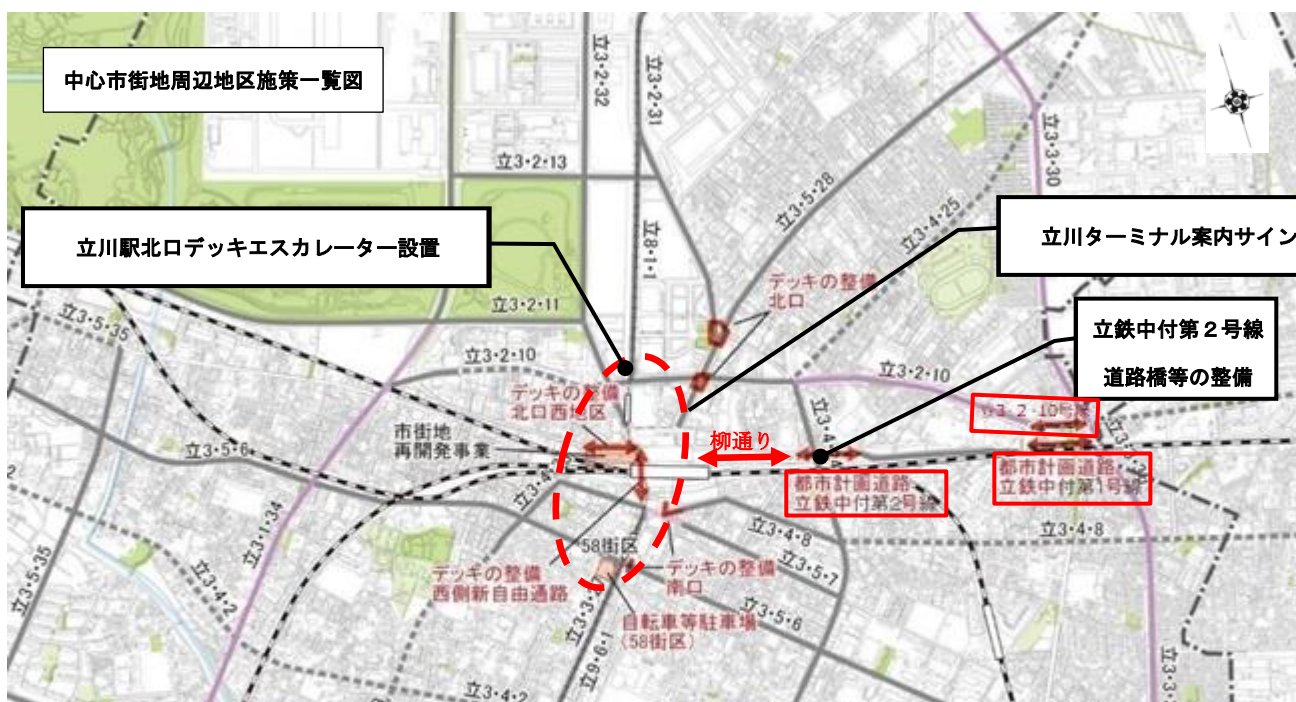 中心市街地周辺地区施策一覧図
立3・2・32
立3・2・31
立3・2・13
立3・3・30
立3・5・28
立3・4・25
立川駅北口デッキエスカレーター設置
立川ターミナル案内サイン
立8・1・1
デッキの整備
北口
立3・2・11
立3・5・35
立鉄中付第2号線
道路橋等の整備
立3・2・10
立3・2・10
デッキの整備
北口西地区
市街地
再開発事業
柳通り
立3・2・10号線
立3・5・6
都市計画道路
立鉄中付第2号線
都市計画道路
立鉄中付第1号線
立3・1・34
立3・4・8
立3・4・8
58街区
立3・5・7
デッキの整備
西側新自由通路
デッキの整備
南口
立3・5・35
立3・4・2
自転車等駐車場
(58街区)
立3・5・6
立9・6・1
立3・4・2